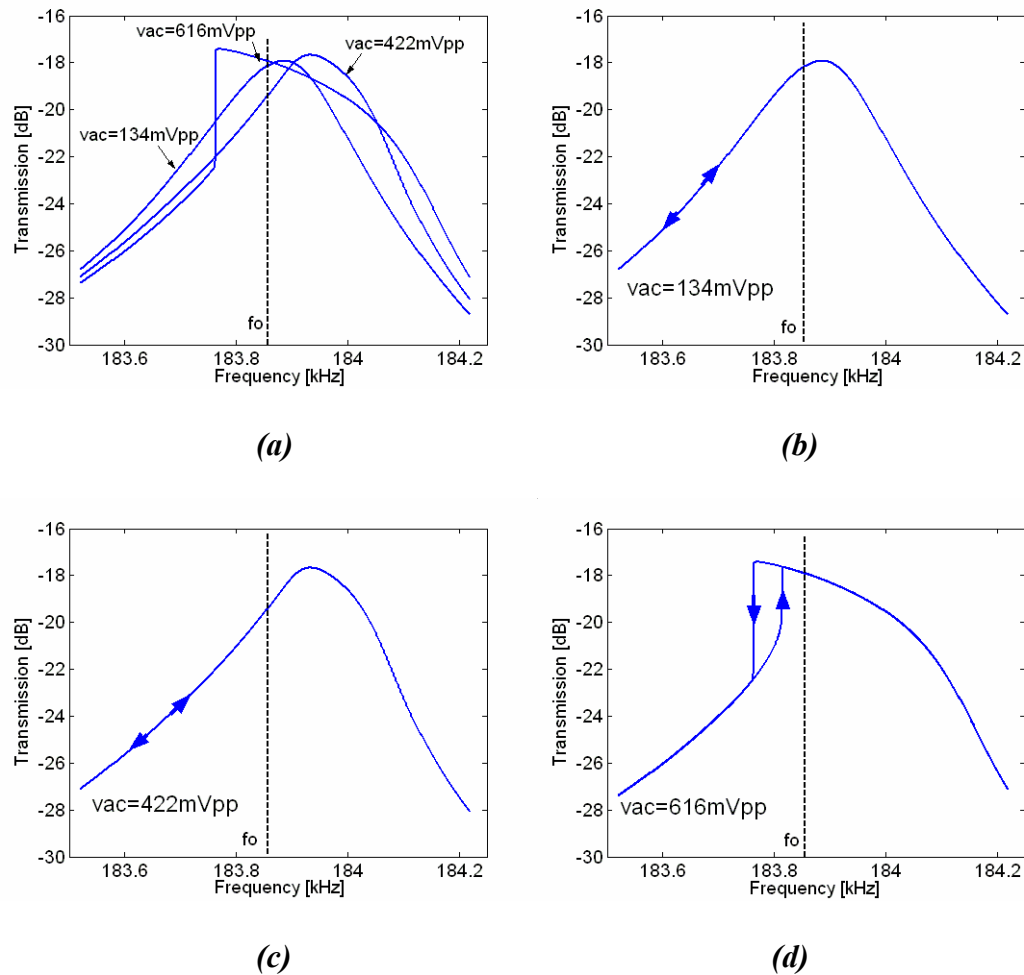 -16
-18
-20
-22
-24
-26
-28
-30
Transmission [dB]
vac=616mVpp
vac=422mVpp
vac=134mVpp
fo
183.6 183.8 184 184.2
Frequency [kHz]
(a)
-16
-18
-20
-22
-24
-26
-28
-30
Transmission [dB]
vac=134mVpp
fo
183.6 183.8 184 184.2
Frequency [kHz]
(b)
-16
-18
-20
-22
-24
-26
-28
-30
Transmission [dB]
vac=422mVpp
fo
183.6 183.8 184 184.2
Frequency [kHz]
(c)
-16
-18
-20
-22
-24
-26
-28
-30
Transmission [dB]
vac=616mVpp
fo
183.6 183.8 184 184.2
Frequency [kHz]
(d)